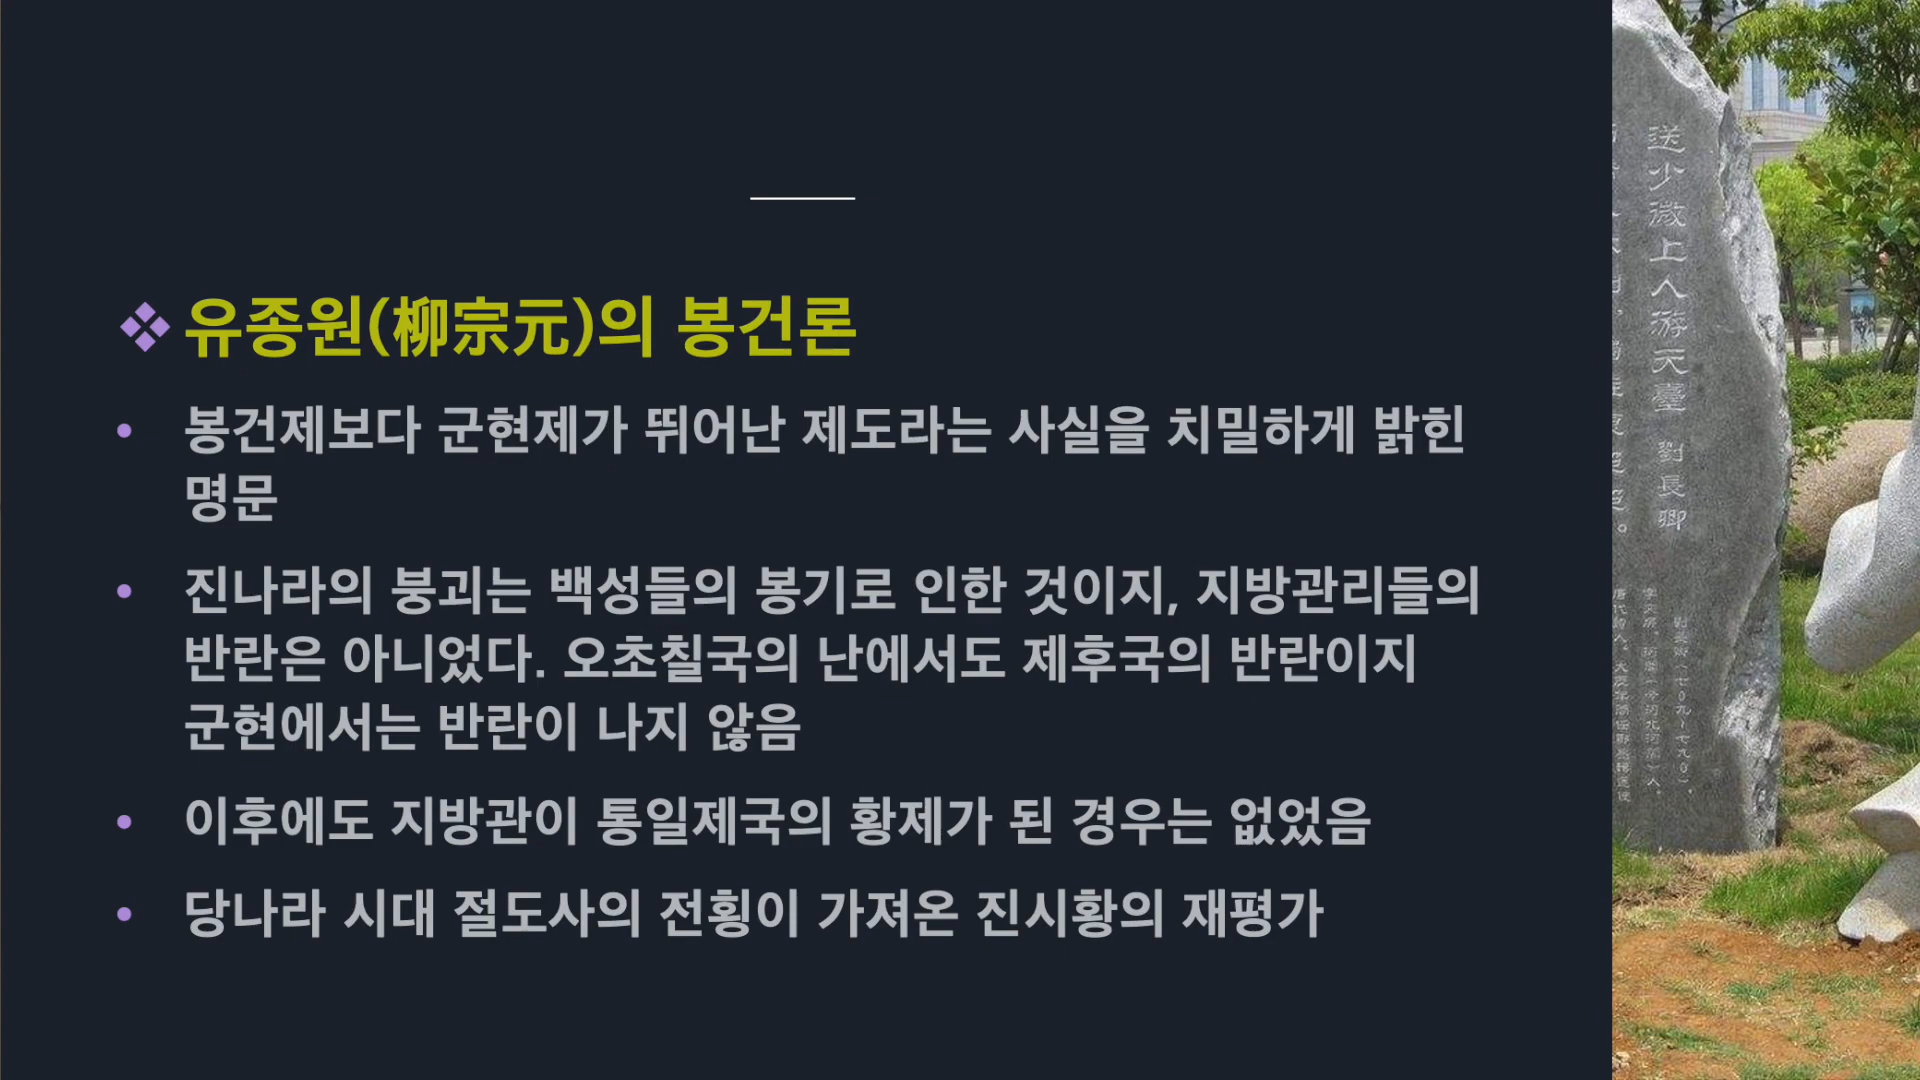 유종원(柳宗元)의 봉건론
봉건제보다 군현제가 뛰어난 제도라는 사실을 치밀하게 밝힌
명문
진나라의 붕괴는 백성들의 봉기로 인한 것이지, 지방관리들의
반란은 아니었다. 오초칠국의 난에서도 제후국의 반란이지
군현에서는 반란이 나지 않음
이후에도 지방관이 통일제국의 황제가 된 경우는 없었음
당나라 시대 절도사의 전횡이 가져온 진시황의 재평가
送少微上人游天臺 劉長卿